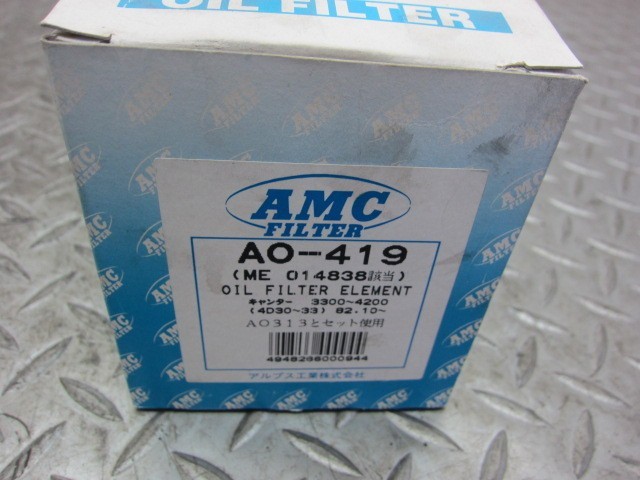 OIL FILTER
AMC
FILTER
AO-419
(ME 014838該当)
OIL FILTER ELEMENT
キャンター 3300~4200
(4D30~33) 82.10~
AO313とセット使用
アルプス工業株式会社